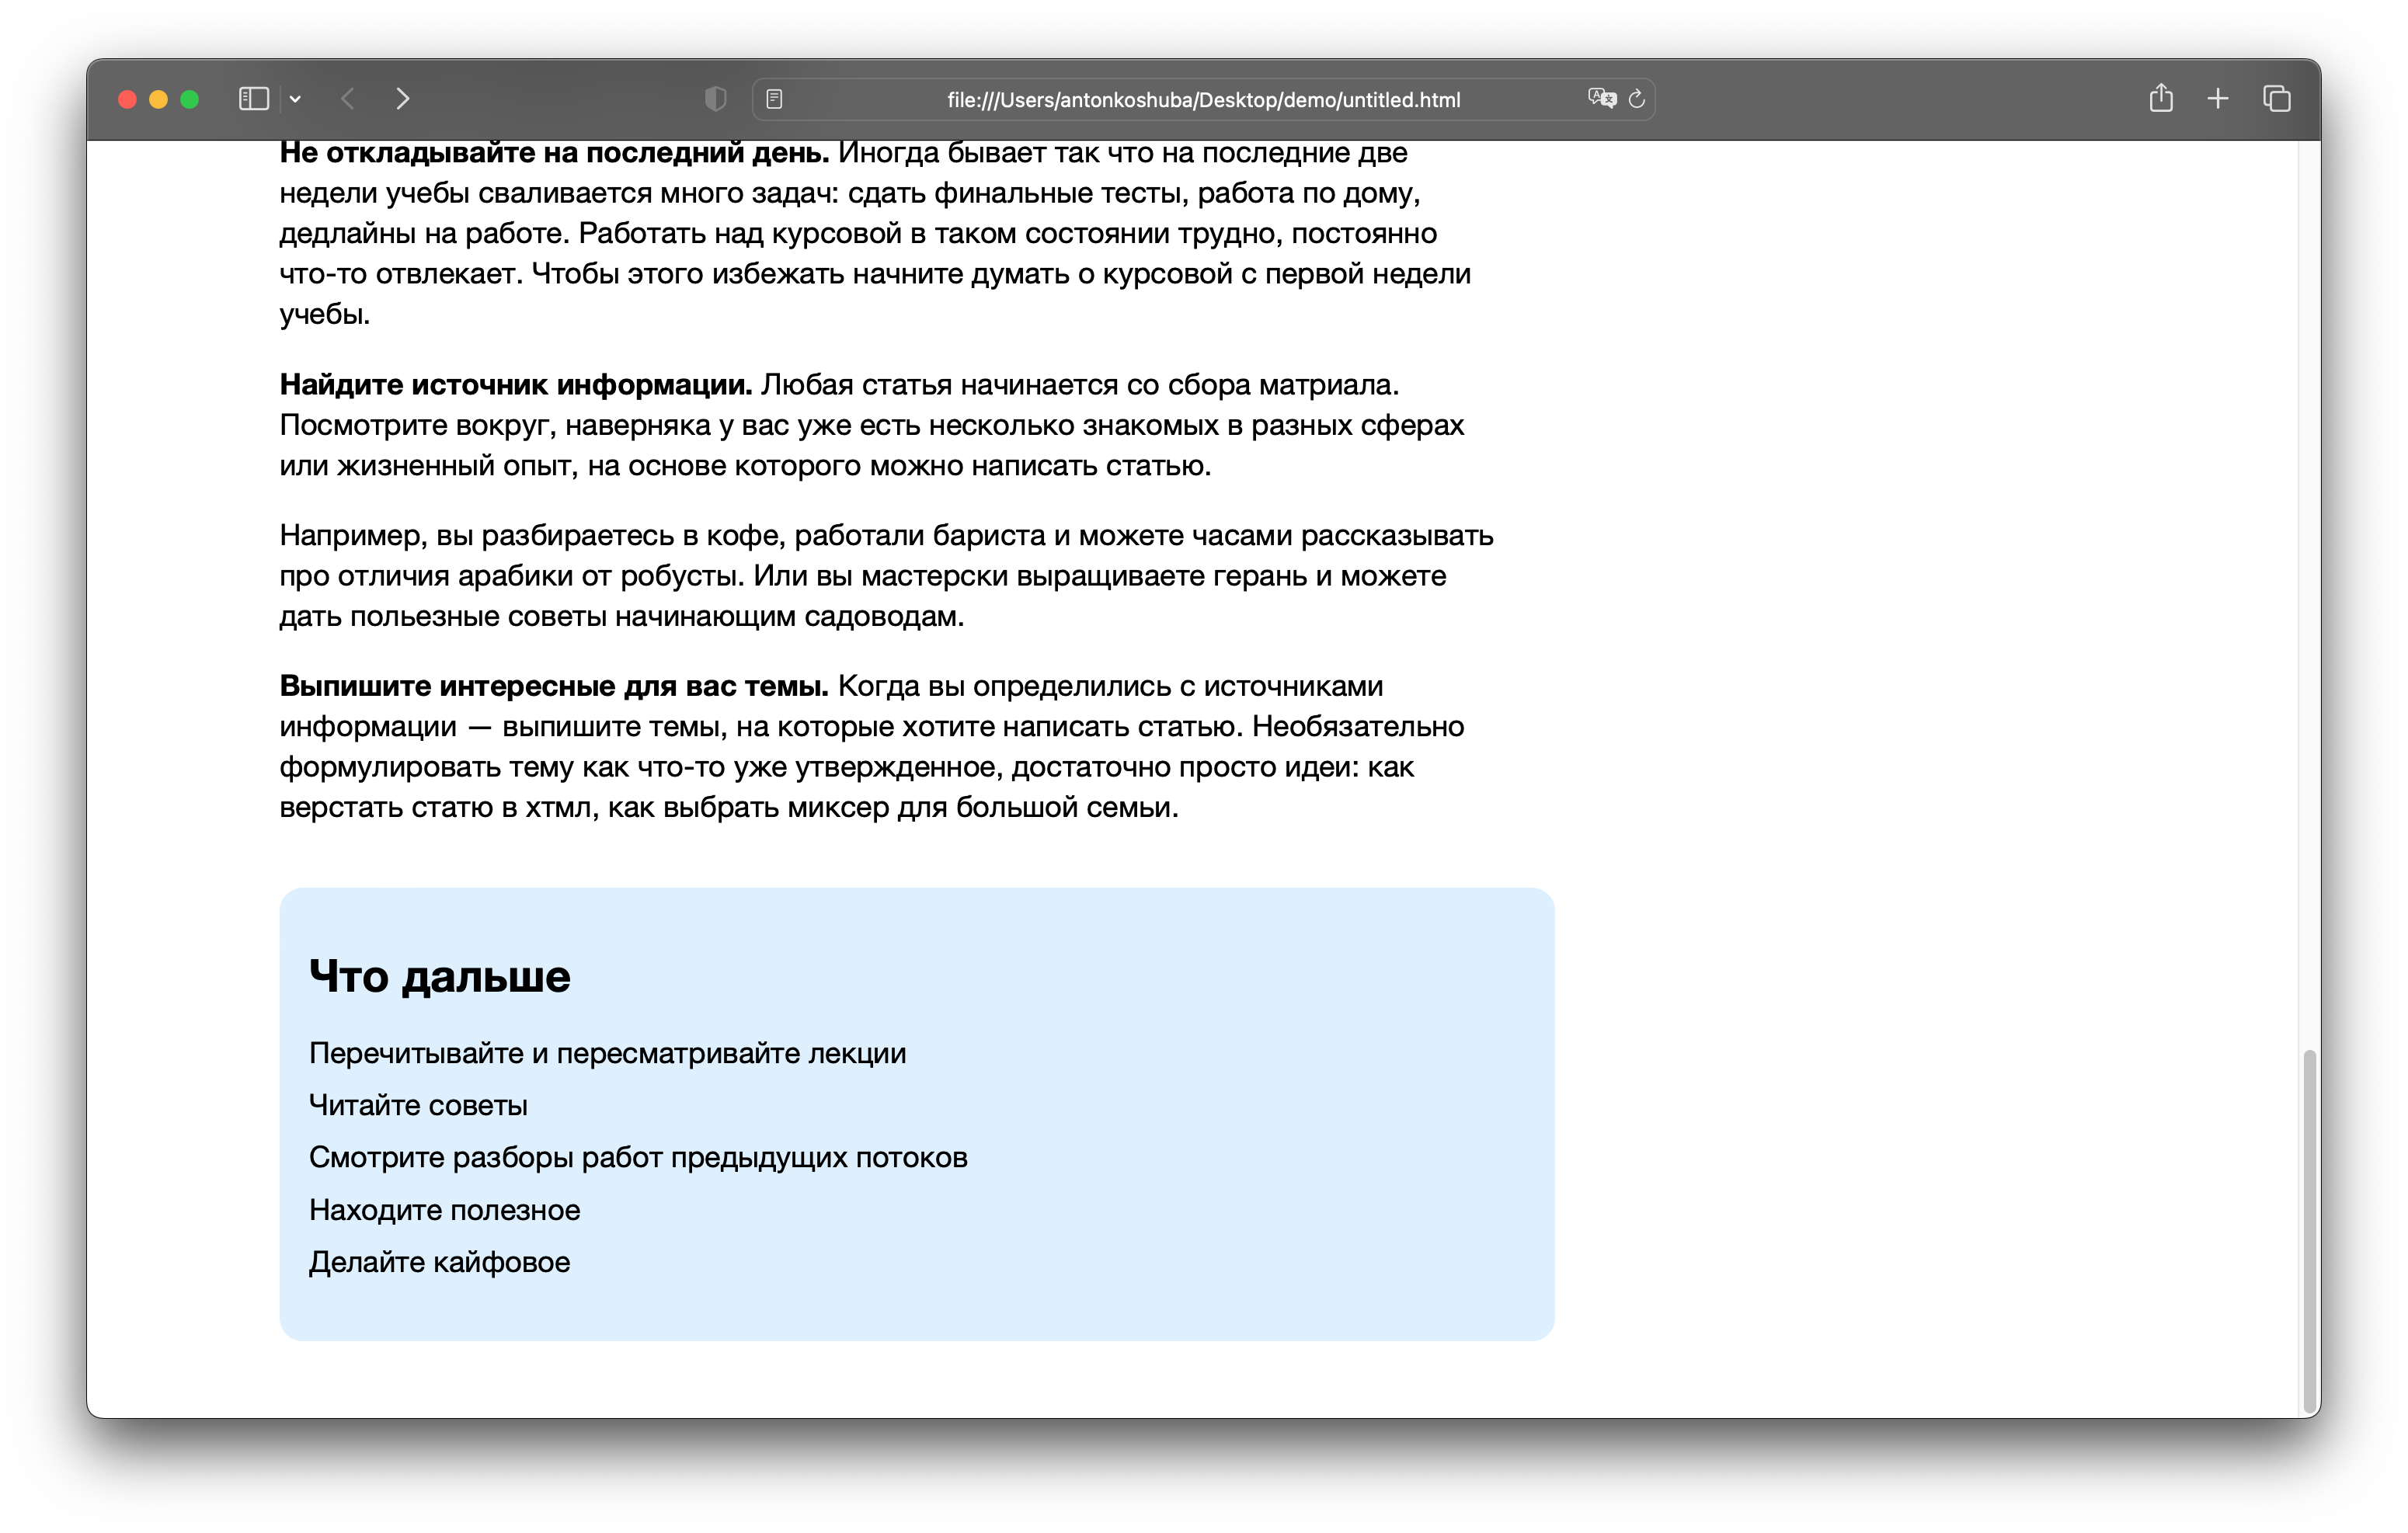 file:///Users/antonkoshuba/Desktop/demo/untitled.html
Не откладывайте на последний день. Иногда бывает так что на последние две
недели учебы сваливается много задач: сдать финальные тесты, работа по дому,
дедлайны на работе. Работать над курсовой в таком состоянии трудно, постоянно
что-то отвлекает. Чтобы этого избежать начните думать о курсовой с первой недели
учебы.
Найдите источник информации. Любая статья начинается со сбора матриала.
Посмотрите вокруг, наверняка у вас уже есть несколько знакомых в разных сферах
или жизненный опыт, на основе которого можно написать статью.
Например, вы разбираетесь в кофе, работали бариста и можете часами рассказывать
про отличия арабики от робусты. Или вы мастерски выращиваете герань и можете
дать польезные советы начинающим садоводам.
Выпишите интересные для вас темы. Когда вы определились с источниками
информации — выпишите темы, на которые хотите написать статью. Необязательно
формулировать тему как что-то уже утвержденное, достаточно просто идеи: как
верстать статю в хтмл, как выбрать миксер для большой семьи.
Что дальше
Перечитывайте и пересматривайте лекции
Читайте советы
Смотрите разборы работ предыдущих потоков
Находите полезное
Делайте кайфовое